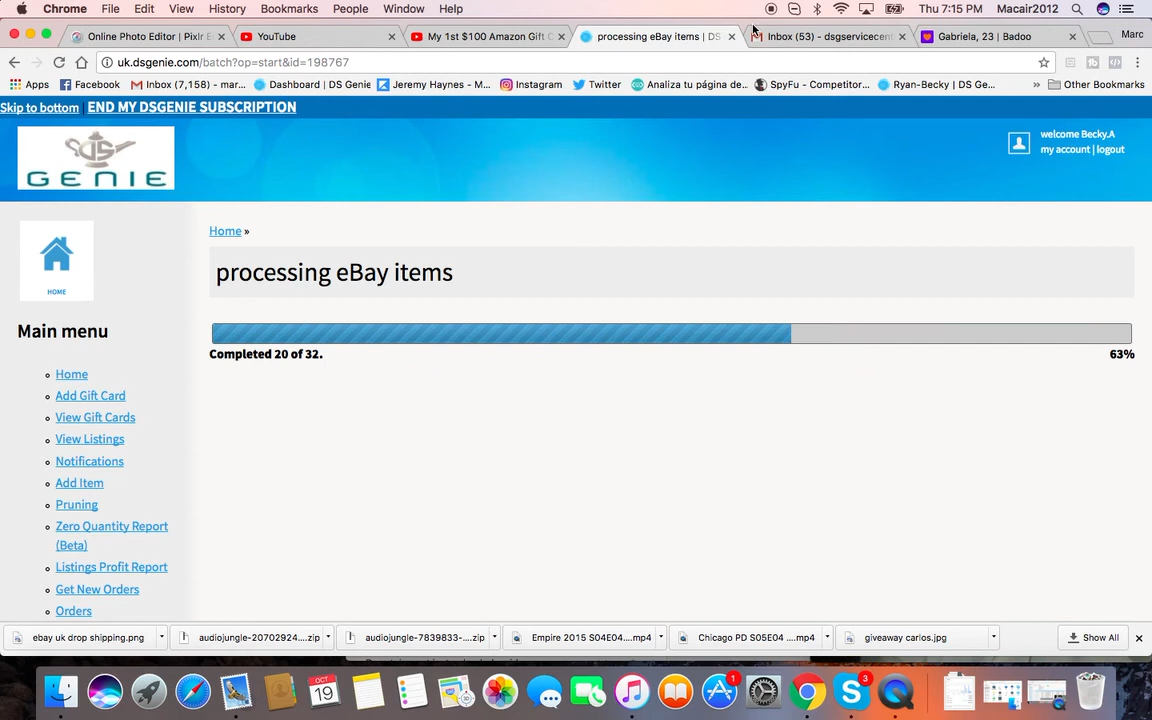 Chrome File Edit View History Bookmarks People Window Help Thu 7:15 PM Macair2012
Online Photo Editor | Pixlr E
YouTube
My 1st $100 Amazon Gift C
processing eBay items | DS
Inbox (53) - dsgservicecent
Gabriela, 23 | Badoo
Marc
uk.dsgenie.com/batch?op=start&id=198767
Apps Facebook Inbox (7,158) - mar... Dashboard | DS Genie Jeremy Haynes – M... Instagram Twitter Analiza tu página de... SpyFu - Competitor... Ryan-Becky | DS Ge... » Other Bookmarks
Skip to bottom | END MY DSGENIE SUBSCRIPTION
DS
GENIE
welcome Becky.A
my account | logout
HOME
Home »
processing eBay items
Completed 20 of 32. 63%
Main menu
Home
Add Gift Card
View Gift Cards
View Listings
Notifications
Add Item
Pruning
Zero Quantity Report
(Beta)
Listings Profit Report
Get New Orders
Orders
ebay uk drop shipping.png
audiojungle-20702924....zip
audiojungle-7839833-....zip
Empire 2015 S04E04....mp4
Chicago PD S05E04 ....mp4
giveaway carlos.jpg
Show All
OCT
19
1
3